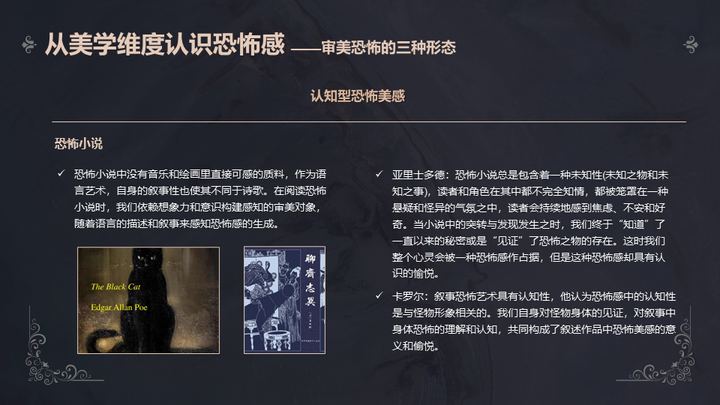 从美学维度认识恐怖感 ——审美恐怖的三种形态
认知型恐怖美感
恐怖小说
✓ 恐怖小说中没有音乐和绘画里直接可感的质料，作为语
言艺术，自身的叙事性也使其不同于诗歌。在阅读恐怖
小说时，我们依赖想象力和意识构建感知的审美对象，
随着语言的描述和叙事来感知恐怖感的生成。
The Black Cat
Edgar Allan Poe
聊齋志異
✓ 亚里士多德：恐怖小说总是包含着一种未知性(未知之物和未
知之事)，读者和角色在其中都不完全知情，都被笼罩在一种
悬疑和怪异的气氛之中，读者会持续地感到焦虑、不安和好
奇。当小说中的突转与发现发生之时，我们终于“知道”了
一直以来的秘密或是“见证”了恐怖之物的存在。这时我们
整个心灵会被一种恐怖感作占据，但是这种恐怖感却具有认
识的愉悦。
✓ 卡罗尔：叙事恐怖艺术具有认知性，他认为恐怖感中的认知性
是与怪物形象相关的。我们自身对怪物身体的见证，对叙事中
身体恐怖的理解和认知，共同构成了叙述作品中恐怖美感的意
义和愉悦。